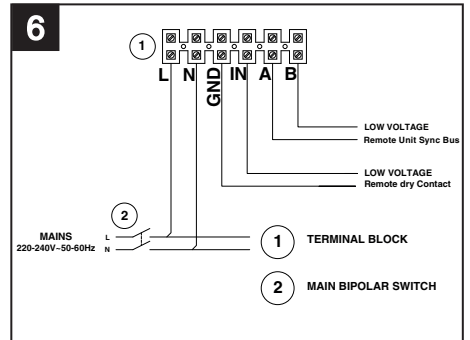 6
1
L N GND IN A B
LOW VOLTAGE
Remote Unit Sync Bus
LOW VOLTAGE
Remote dry Contact
2
MAINS L
220-240V~50-60Hz N
1 TERMINAL BLOCK
2 MAIN BIPOLAR SWITCH